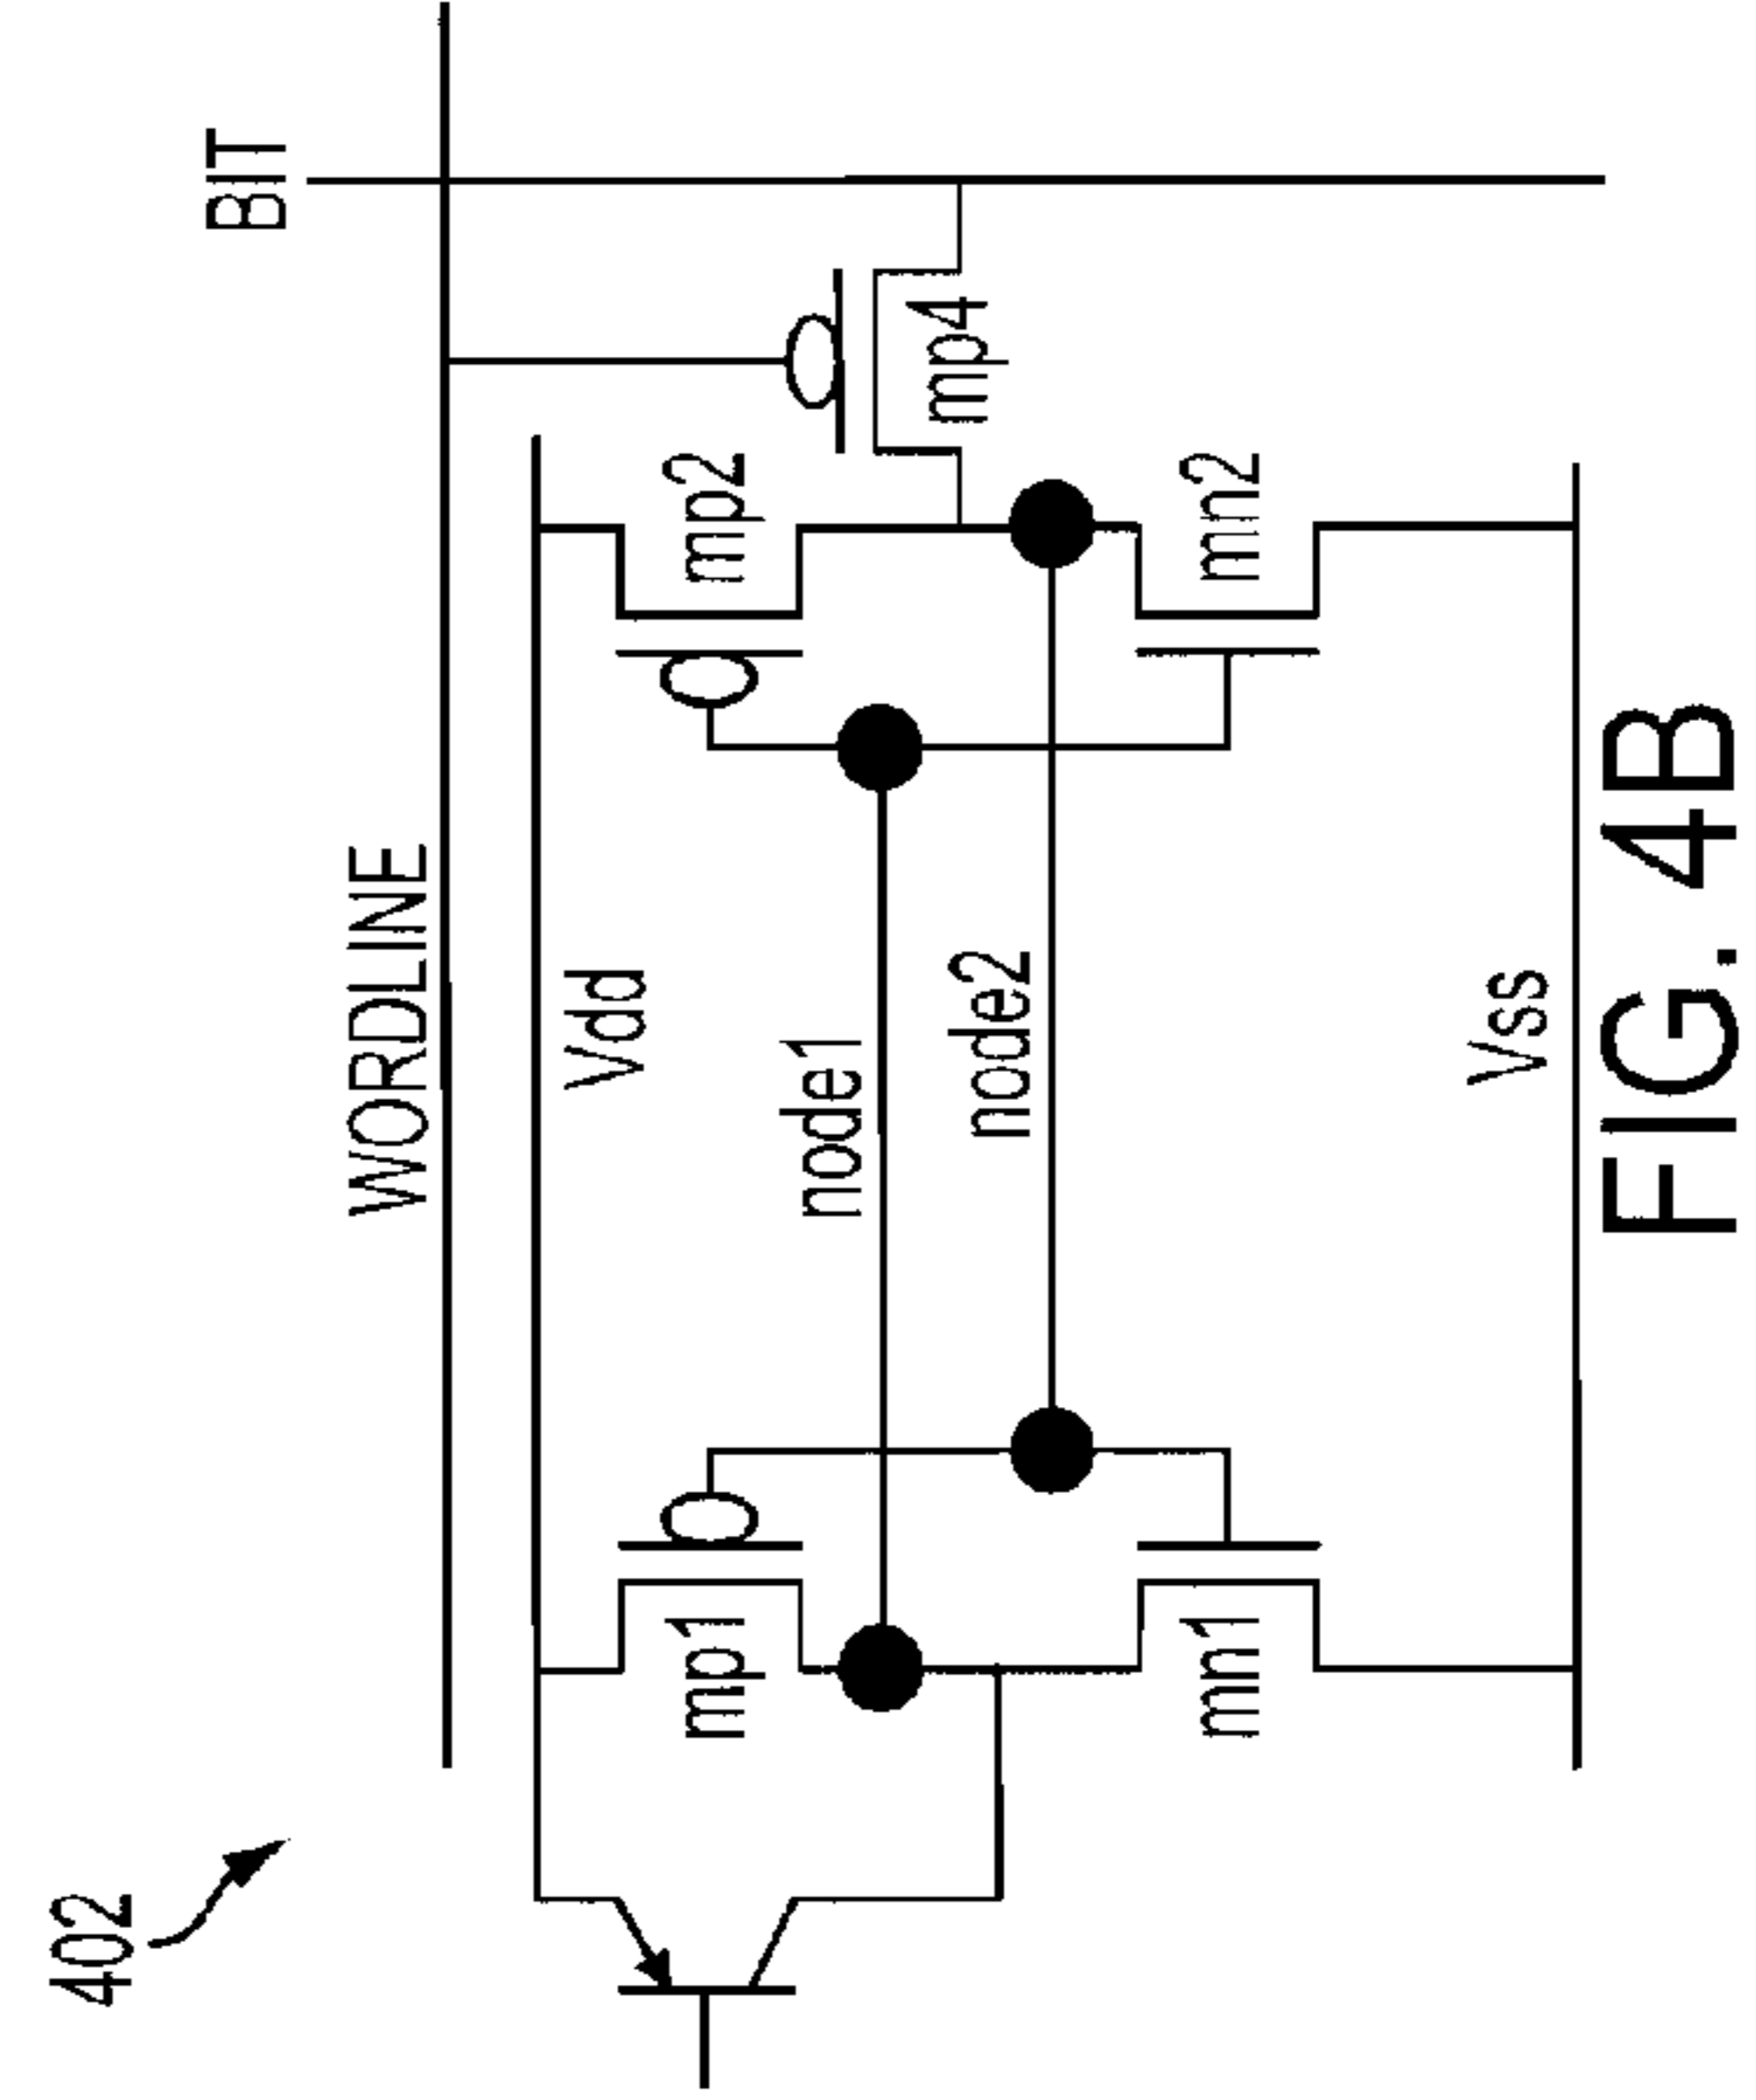 402
WORDLINE
BIT
Vdd
mp1
mp2
node1
mp4
node2
mn1
mn2
Vss
FIG. 4B